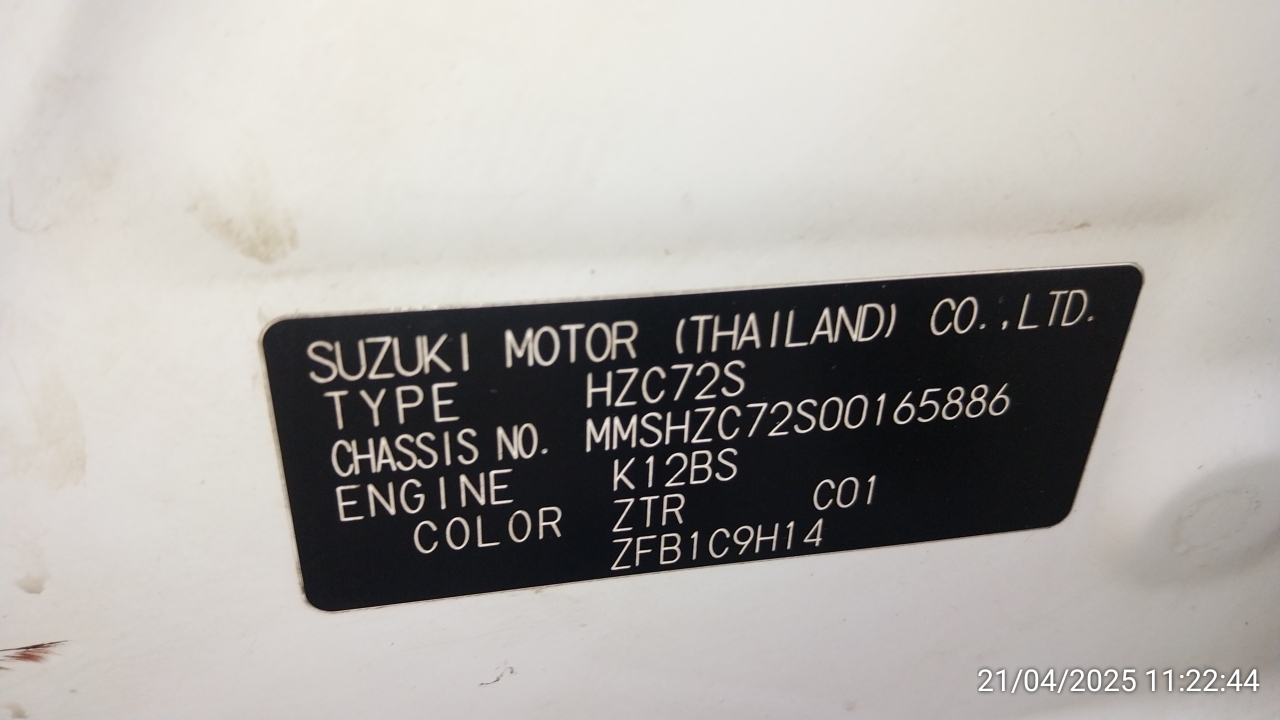 SUZUKI MOTOR (THAILAND) CO.,LTD.
TYPE HZC72S
CHASSIS NO. MMSHZC72S00165886
ENGINE K12BS
COLOR ZTR C01
ZFB1C9H14
21/04/2025 11:22:44